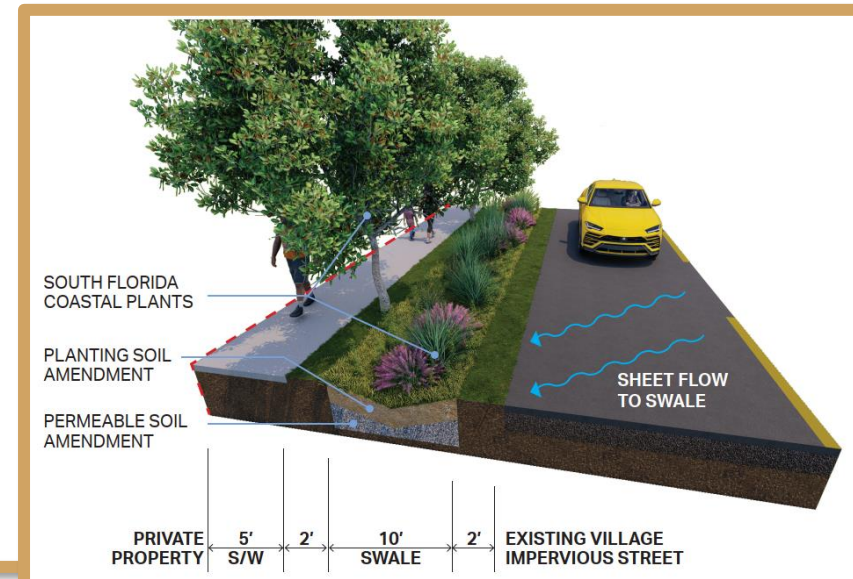 SOUTH FLORIDA
COASTAL PLANTS
PLANTING SOIL
AMENDMENT
PERMEABLE SOIL
AMENDMENT
SHEET FLOW
TO SWALE
PRIVATE
PROPERTY
5'
S/W
2'
10'
SWALE
2'
EXISTING VILLAGE
IMPERVIOUS STREET